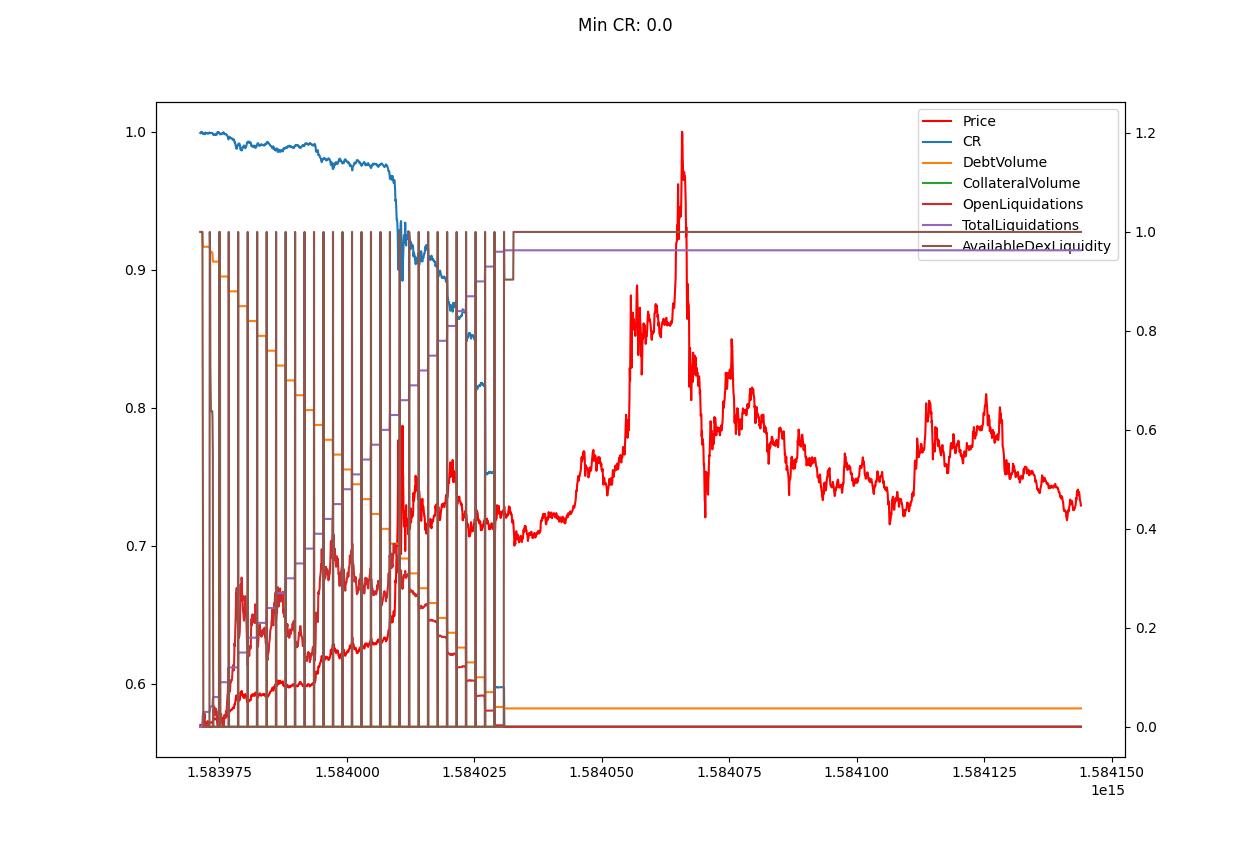 Min CR: 0.0
Price
CR
DebtVolume
CollateralVolume
OpenLiquidations
TotalLiquidations
AvailableDexLiquidity
1.0
0.9
0.8
0.7
0.6
1.2
1.0
0.8
0.6
0.4
0.2
0.0
1.583975 1.584000 1.584025 1.584050 1.584075 1.584100 1.584125 1.584150
1e15